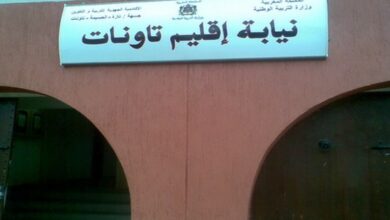 المملكة المغربية
وزارة التربية الوطنية
الأكاديمية الجهوية للتربية و التكوين
جهة / تازة - الحسيمة - تاونات
نيابة إقليم تاونات